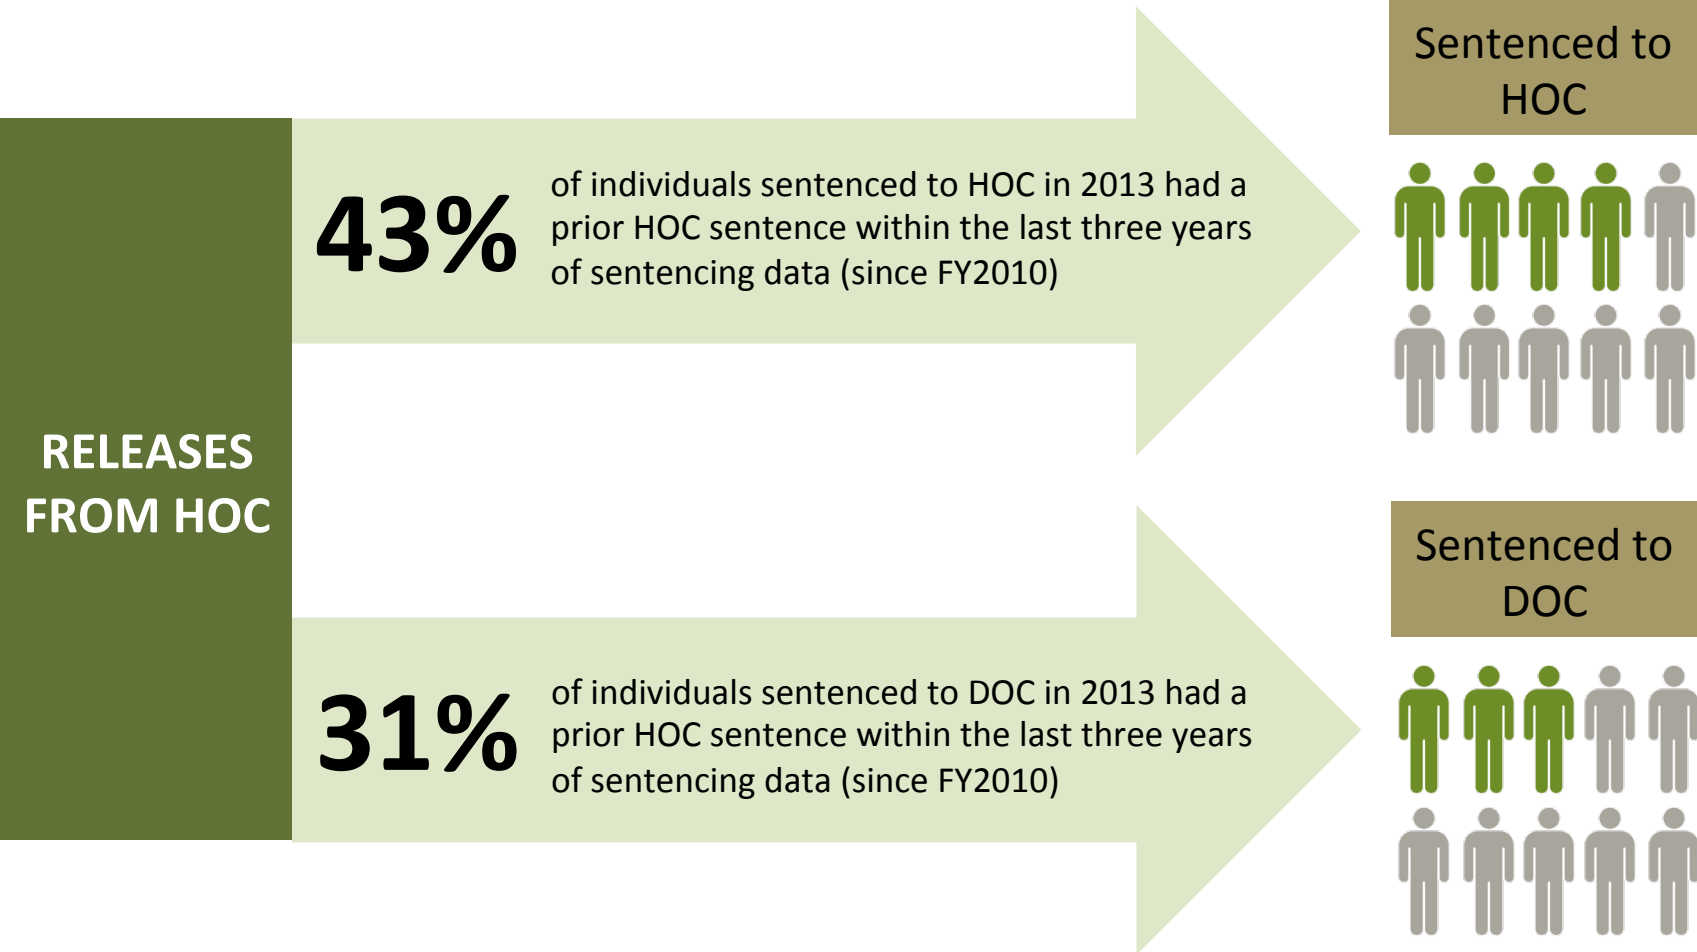 RELEASES
FROM HOC
43%
of individuals sentenced to HOC in 2013 had a
prior HOC sentence within the last three years
of sentencing data (since FY2010)
Sentenced to
HOC
31%
of individuals sentenced to DOC in 2013 had a
prior HOC sentence within the last three years
of sentencing data (since FY2010)
Sentenced to
DOC